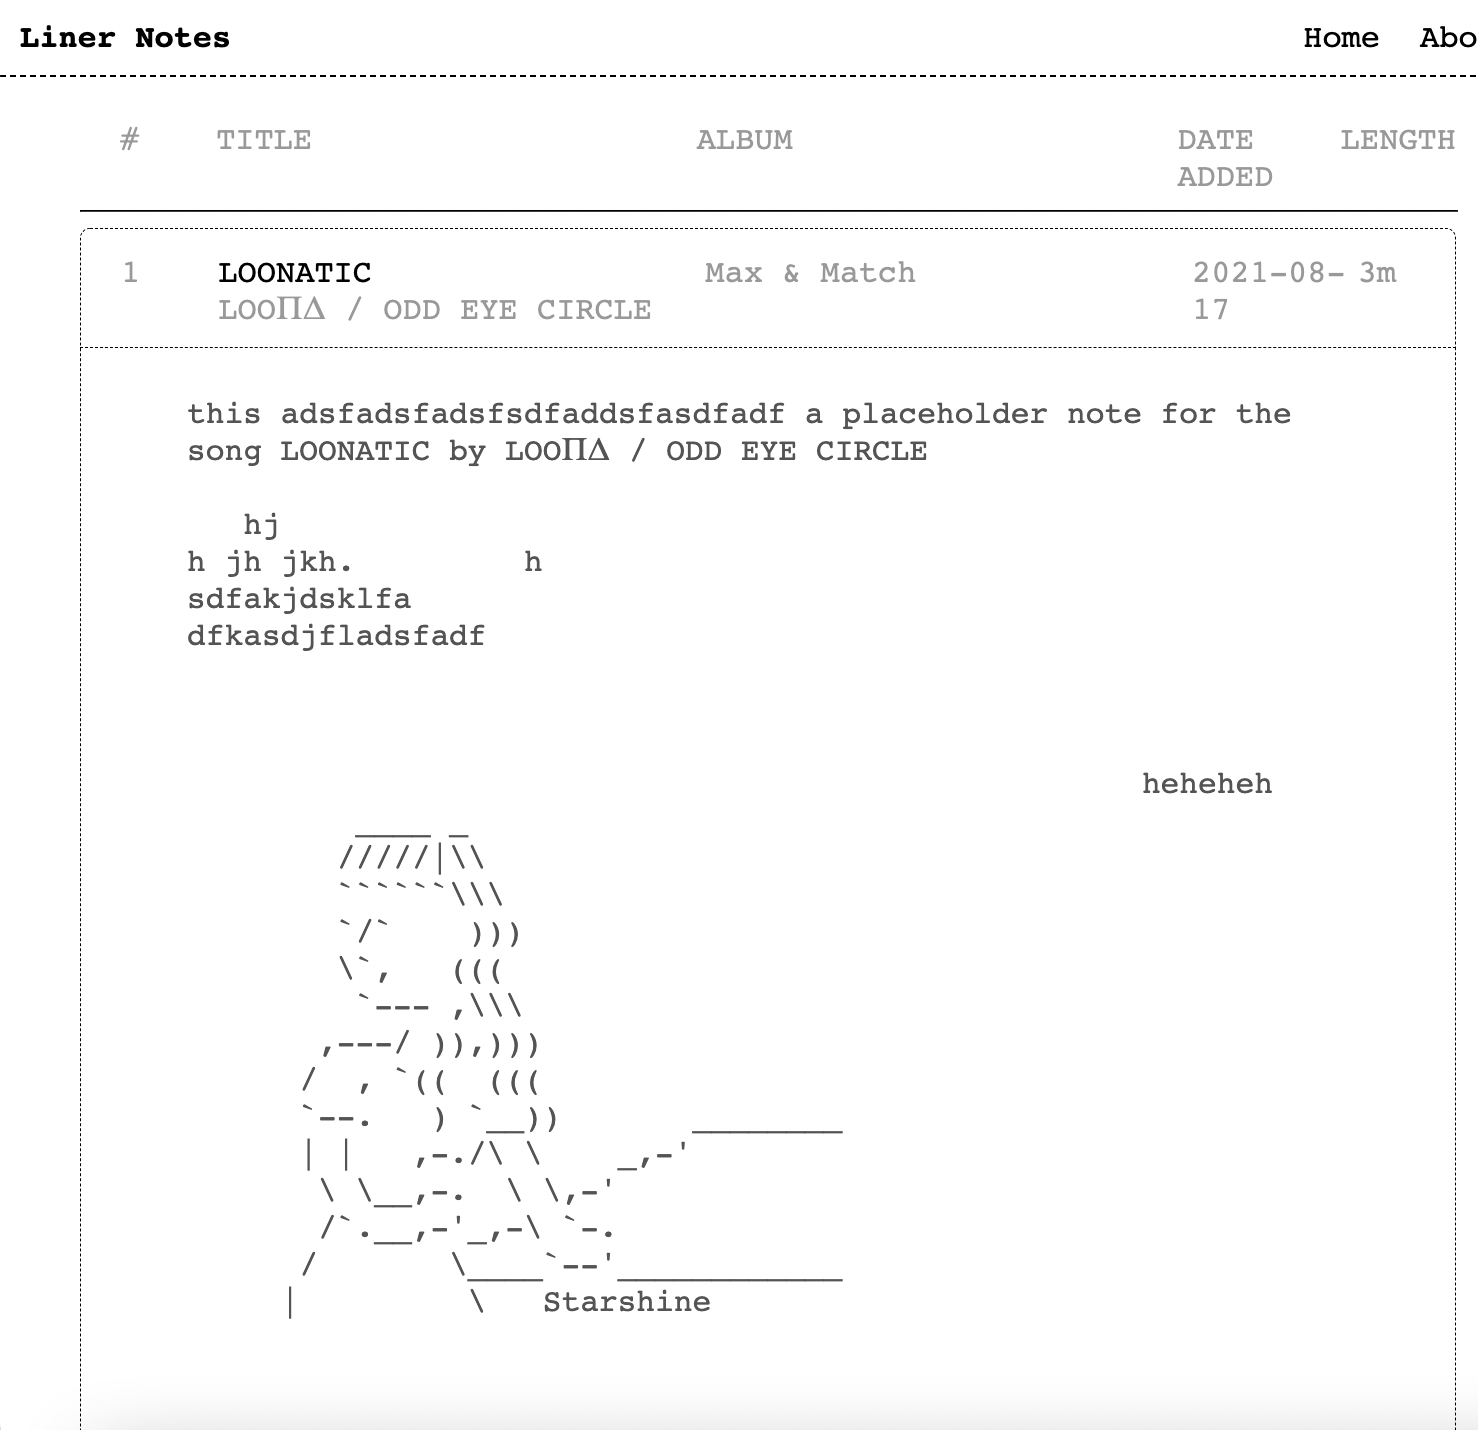 Liner Notes Home Abo
# TITLE ALBUM DATE ADDED LENGTH
1 LOONATIC Max & Match 2021-08-17 3m
LOOΠΔ / ODD EYE CIRCLE
this adsfadsfadsfsdfaddsfasdfadf a placeholder note for the
song LOONATIC by LOOΠΔ / ODD EYE CIRCLE
hj
h jh jkh. h
sdfakjdsklfa
dfkasdjfladsfadf
heheheh
Starshine